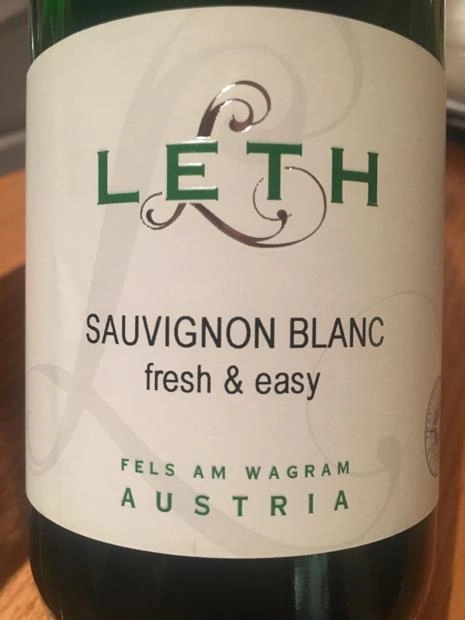 LETH
SAUVIGNON BLANC
fresh & easy
FELS AM WAGRAM
AUSTRIA